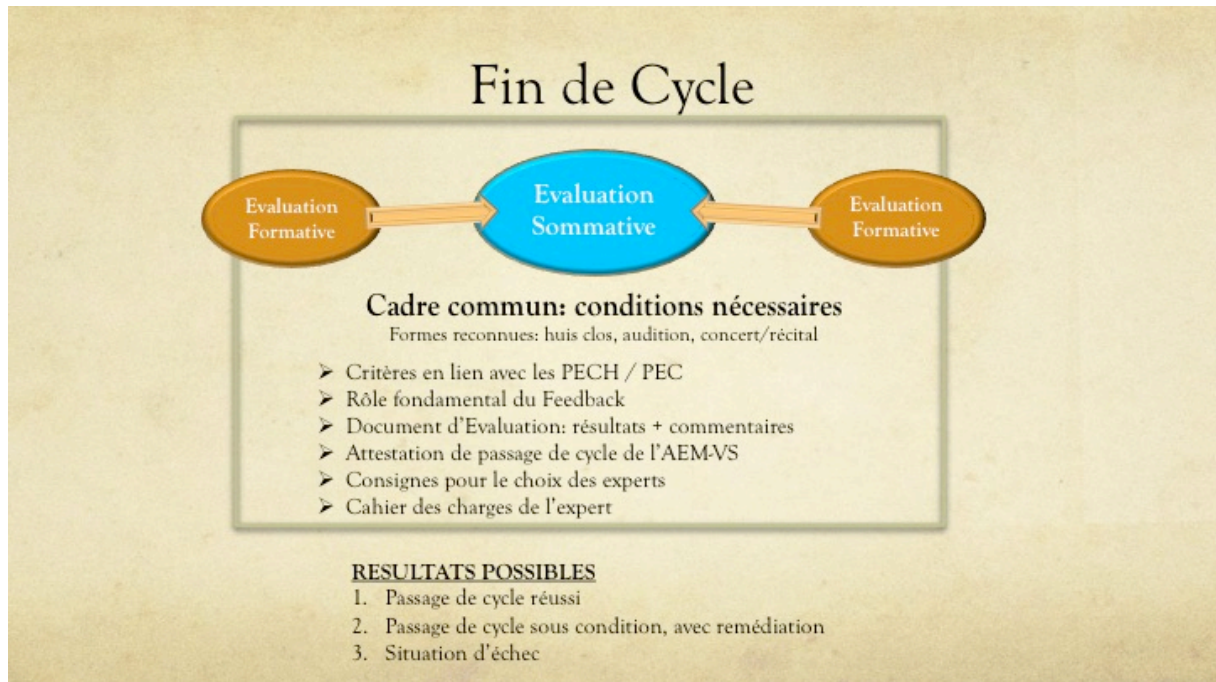 Fin de Cycle
Evaluation
Formative
Evaluation
Sommative
Evaluation
Formative
Cadre commun: conditions nécessaires
Formes reconnues: huis clos, audition, concert/récital
➢ Critères en lien avec les PECH / PEC
➢ Rôle fondamental du Feedback
➢ Document d'Evaluation: résultats + commentaires
➢ Attestation de passage de cycle de l'AEM-VS
➢ Consignes pour le choix des experts
➢ Cahier des charges de l'expert
RESULTATS POSSIBLES
1. Passage de cycle réussi
2. Passage de cycle sous condition, avec remédiation
3. Situation d'échec